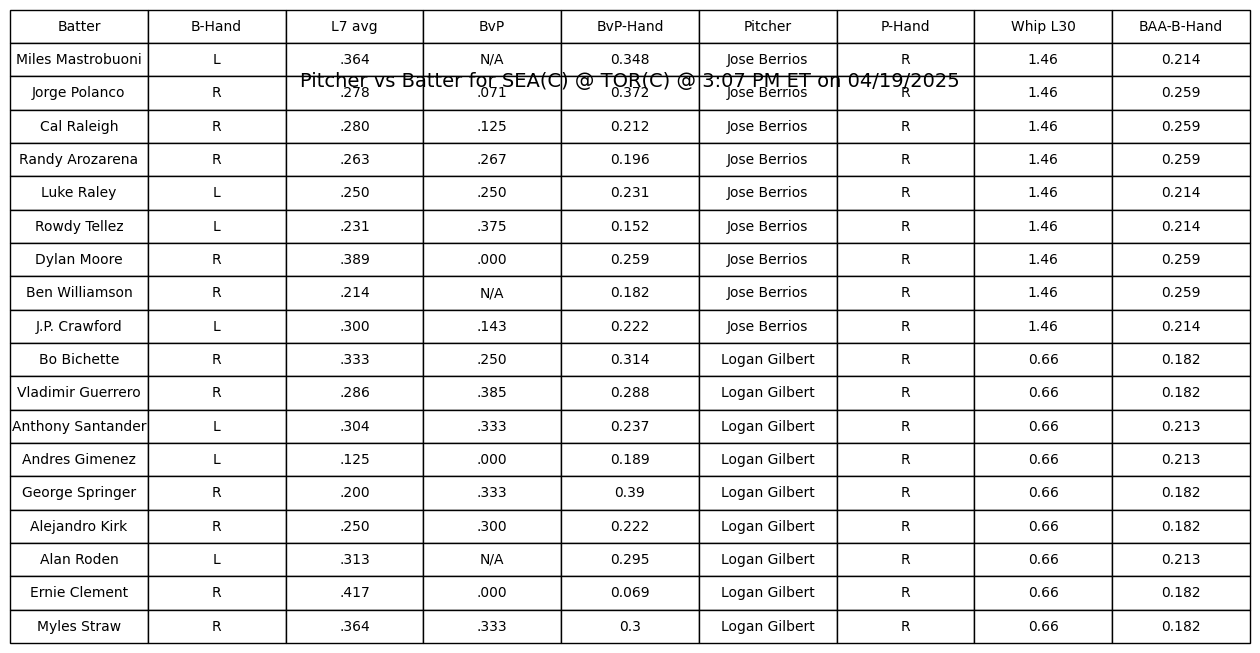 Batter B-Hand L7 avg BvP BvP-Hand Pitcher P-Hand Whip L30 BAA-B-Hand
Miles Mastrobuoni L .364 N/A 0.348 Jose Berrios R 1.46 0.214
Pitcher vs Batter for SEA(C) @ TOR(C) @ 3:07 PM ET on 04/19/2025
Jorge Polanco R .278 .071 0.372 Jose Berrios R 1.46 0.259
Cal Raleigh R .280 .125 0.212 Jose Berrios R 1.46 0.259
Randy Arozarena R .263 .267 0.196 Jose Berrios R 1.46 0.259
Luke Raley L .250 .250 0.231 Jose Berrios R 1.46 0.214
Rowdy Tellez L .231 .375 0.152 Jose Berrios R 1.46 0.214
Dylan Moore R .389 .000 0.259 Jose Berrios R 1.46 0.259
Ben Williamson R .214 N/A 0.182 Jose Berrios R 1.46 0.259
J.P. Crawford L .300 .143 0.222 Jose Berrios R 1.46 0.214
Bo Bichette R .333 .250 0.314 Logan Gilbert R 0.66 0.182
Vladimir Guerrero R .286 .385 0.288 Logan Gilbert R 0.66 0.182
Anthony Santander L .304 .333 0.237 Logan Gilbert R 0.66 0.213
Andres Gimenez L .125 .000 0.189 Logan Gilbert R 0.66 0.213
George Springer R .200 .333 0.39 Logan Gilbert R 0.66 0.182
Alejandro Kirk R .250 .300 0.222 Logan Gilbert R 0.66 0.182
Alan Roden L .313 N/A 0.295 Logan Gilbert R 0.66 0.213
Ernie Clement R .417 .000 0.069 Logan Gilbert R 0.66 0.182
Myles Straw R .364 .333 0.3 Logan Gilbert R 0.66 0.182